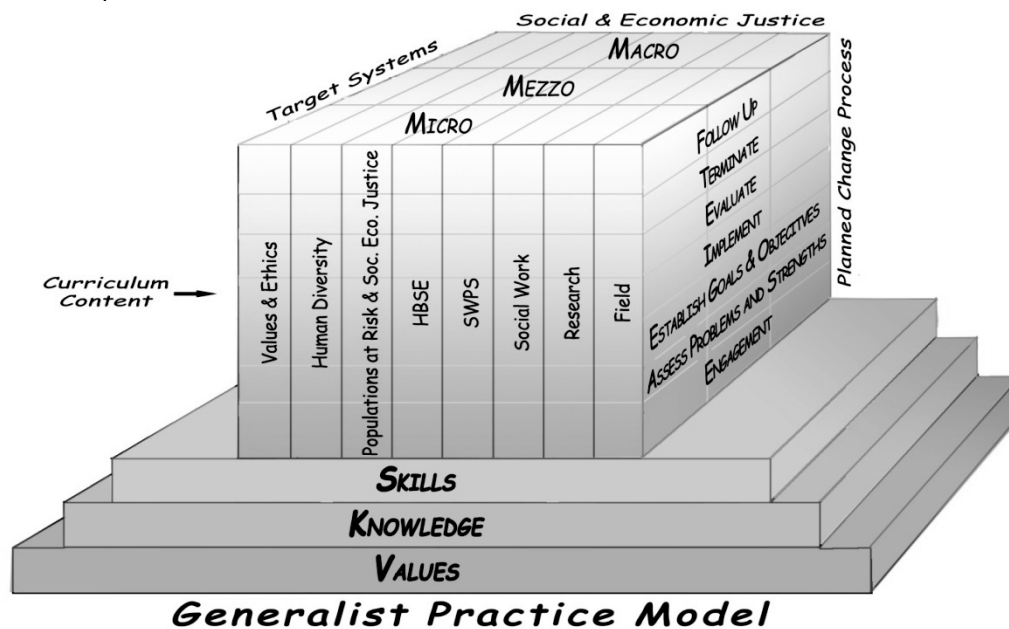 Social & Economic Justice
Target Systems
MACRO
MEZZO
MICRO
Planned Change Process
FOLLOW UP
TERMINATE
EVALUATE
IMPLEMENT
ESTABLISH GOALS & OBJECITVES
ASSESS PROBLEMS AND STRENGTHS
ENGAGEMENT
Curriculum
Content
Values & Ethics
Human Diversity
Populations at Risk & Soc. Eco. Justice
HBSE
SWPS
Social Work
Research
Field
SKILLS
KNOWLEDGE
VALUES
Generalist Practice Model